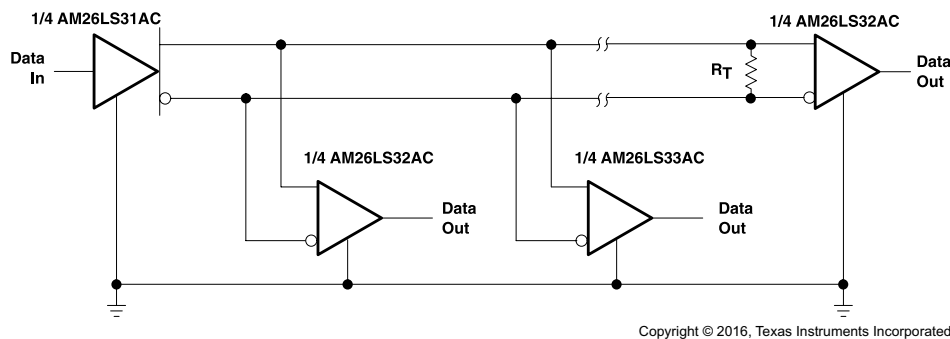 1/4 AM26LS31AC
1/4 AM26LS32AC
Data
In
RT
Data
Out
1/4 AM26LS32AC
1/4 AM26LS33AC
Data
Out
Data
Out
Copyright © 2016, Texas Instruments Incorporated